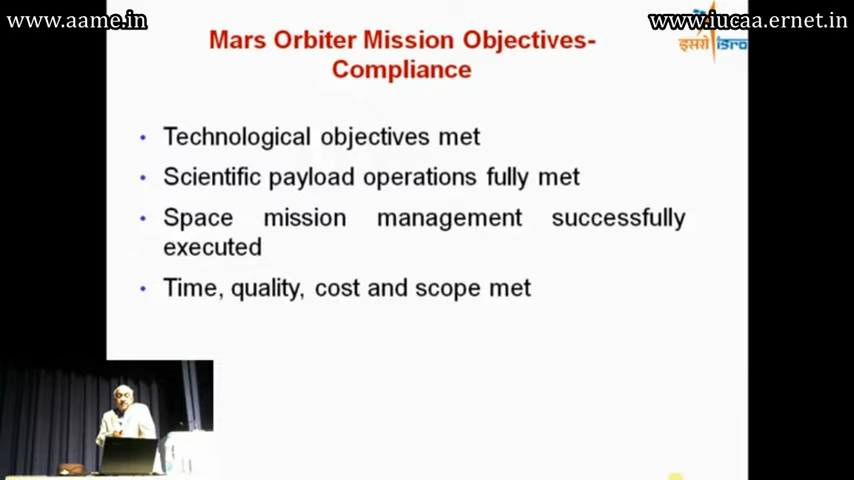 www.aame.in
www.iucaa.ernet.in
Mars Orbiter Mission Objectives-
Compliance
इसरो isro
• Technological objectives met
• Scientific payload operations fully met
• Space mission management successfully
executed
• Time, quality, cost and scope met